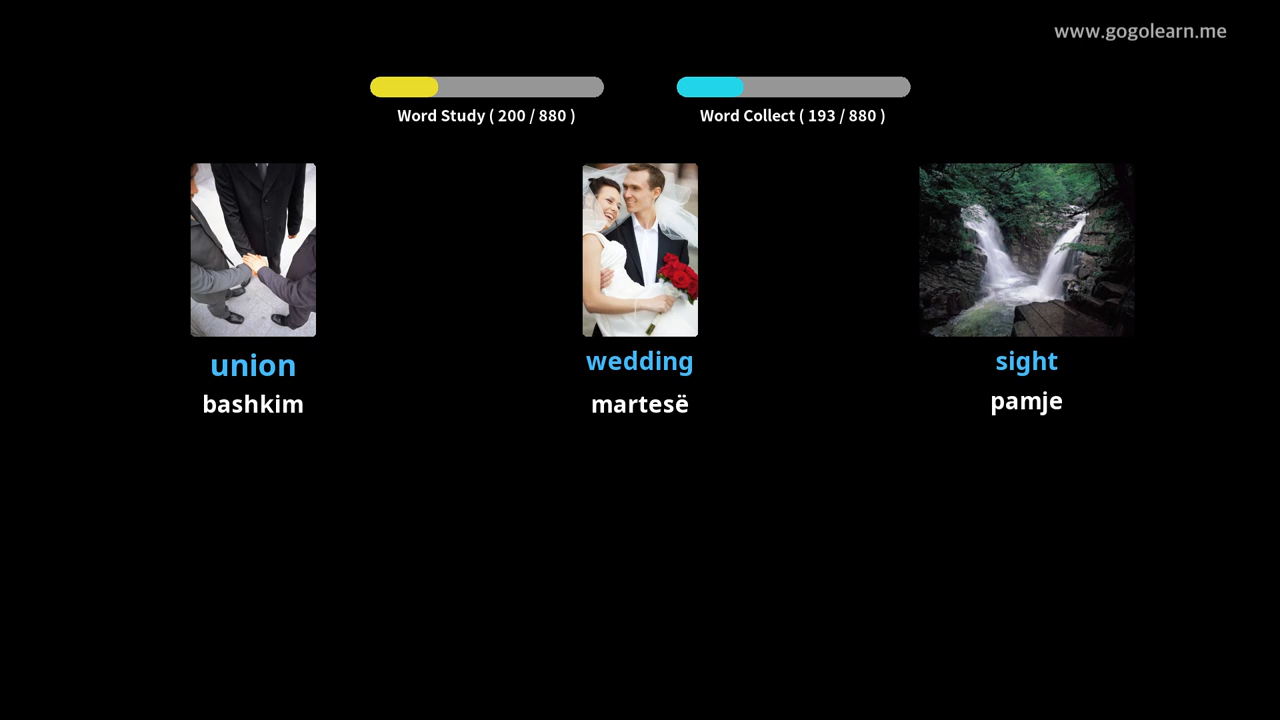 www.gogolearn.me
Word Study ( 200 / 880 )
Word Collect ( 193 / 880 )
union
bashkim
wedding
martesë
sight
pamje